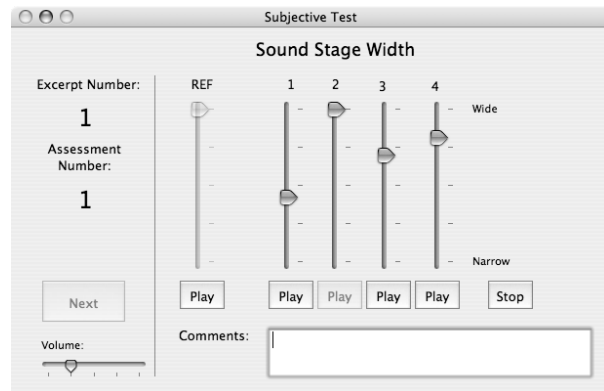 Subjective Test
Sound Stage Width
Excerpt Number:
1
Assessment
Number:
1
Next
Volume:
REF 1 2 3 4
Wide
Narrow
Play Play Play Play Play Stop
Comments: